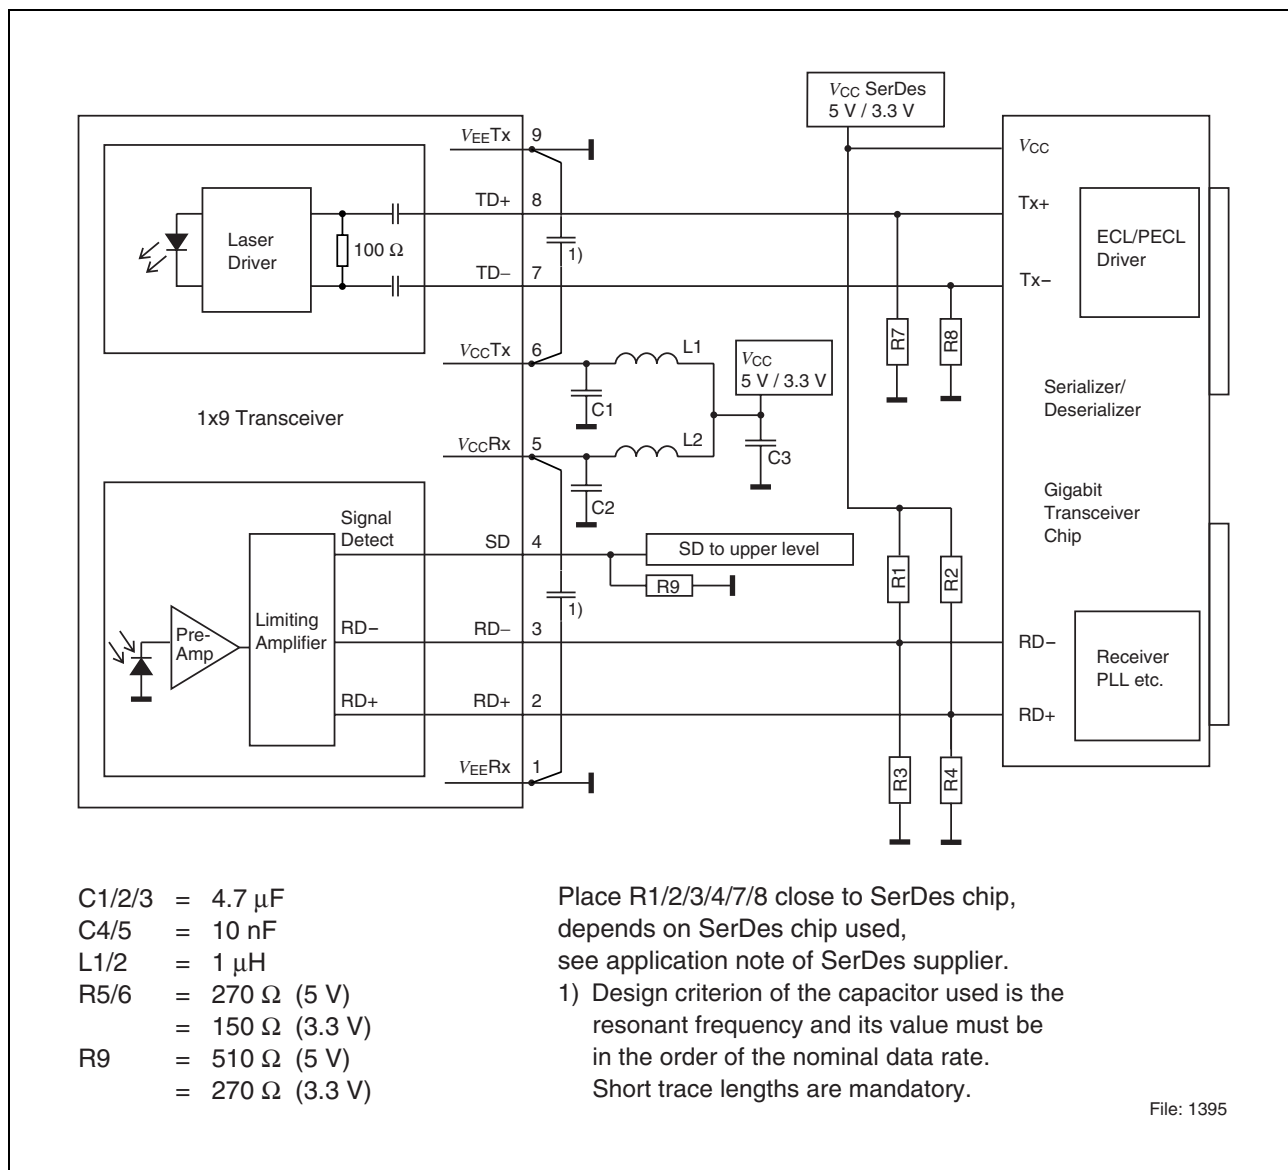 VCC SerDes
5 V / 3.3 V
VEETx 9
TD+ 8
Laser
Driver
100 Ω
1)
TD− 7
VCCTx 6
L1
C1
VCC
5 V / 3.3 V
1x9 Transceiver
VCCRx 5
L2
C3
C2
Signal
Detect
SD 4
SD to upper level
R9
1)
Pre-
Amp
Limiting
Amplifier
RD−
RD− 3
RD+
RD+ 2
VEERx 1
R7
R8
R1
R2
R3
R4
VCC
Tx+
Tx−
ECL/PECL
Driver
Serializer/
Deserializer
Gigabit
Transceiver
Chip
RD−
RD+
Receiver
PLL etc.
C1/2/3 = 4.7 μF
C4/5 = 10 nF
L1/2 = 1 μH
R5/6 = 270 Ω (5 V)
= 150 Ω (3.3 V)
R9 = 510 Ω (5 V)
= 270 Ω (3.3 V)
Place R1/2/3/4/7/8 close to SerDes chip,
depends on SerDes chip used,
see application note of SerDes supplier.
1) Design criterion of the capacitor used is the
resonant frequency and its value must be
in the order of the nominal data rate.
Short trace lengths are mandatory.
File: 1395